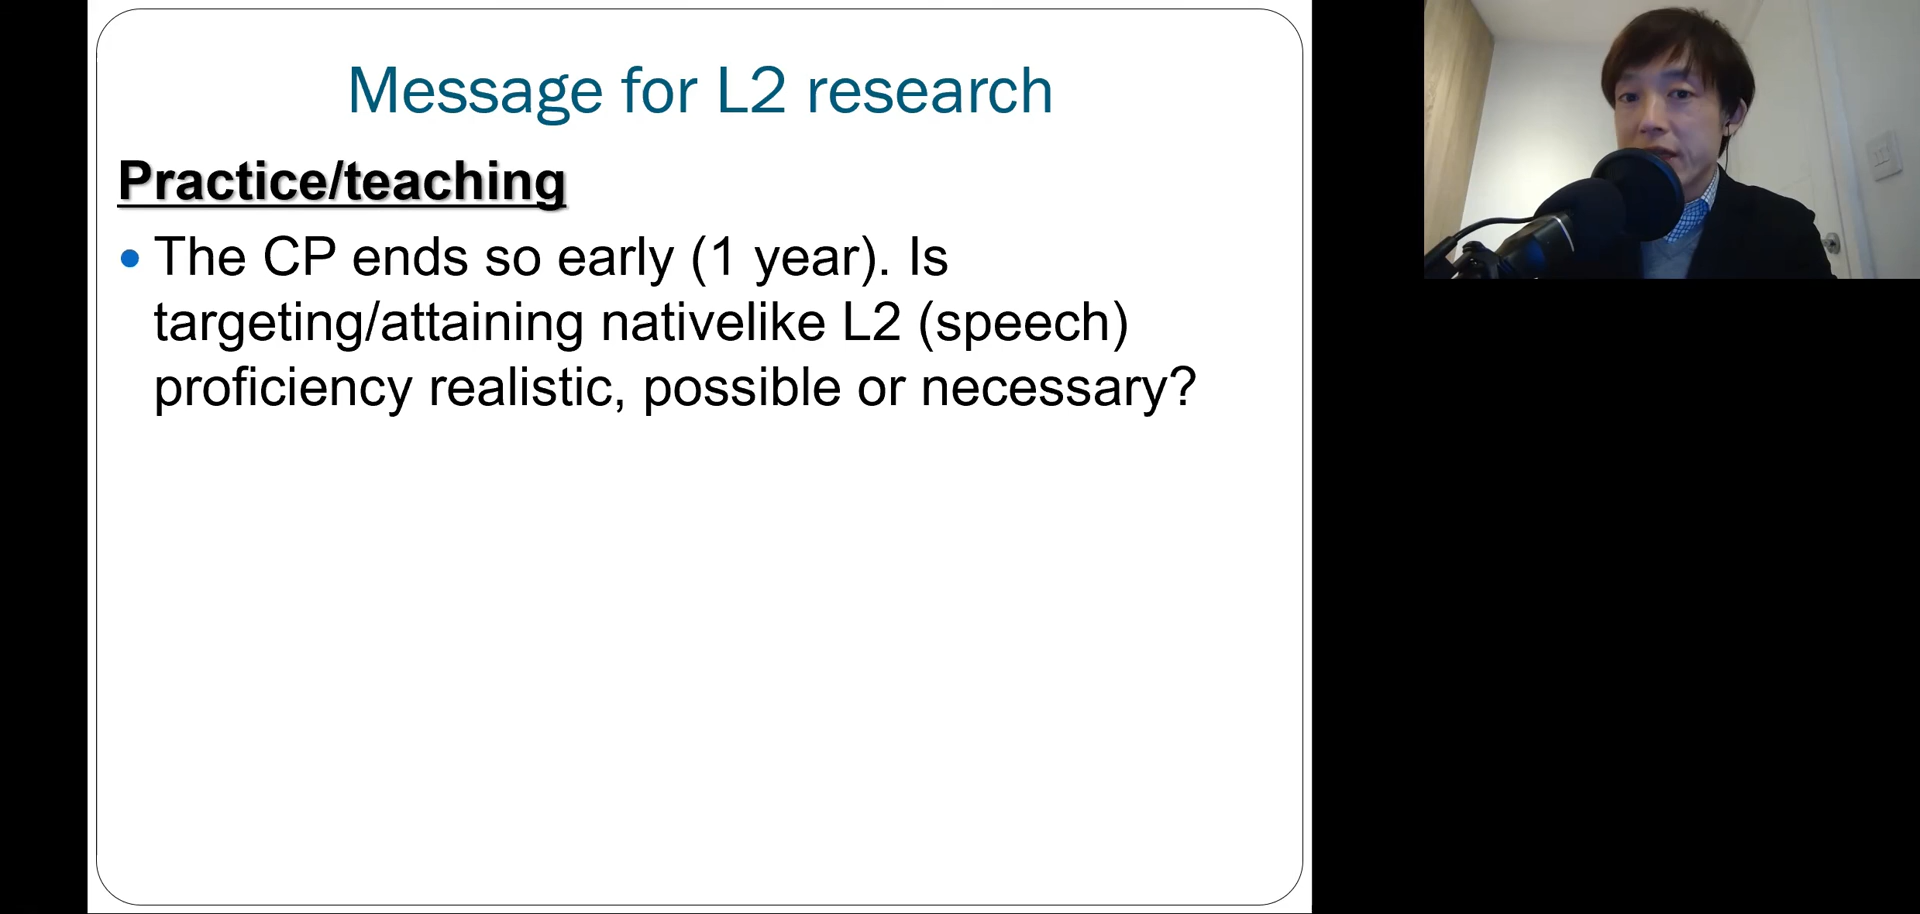 Message for L2 research
Practice/teaching
• The CP ends so early (1 year). Is
targeting/attaining nativelike L2 (speech)
proficiency realistic, possible or necessary?